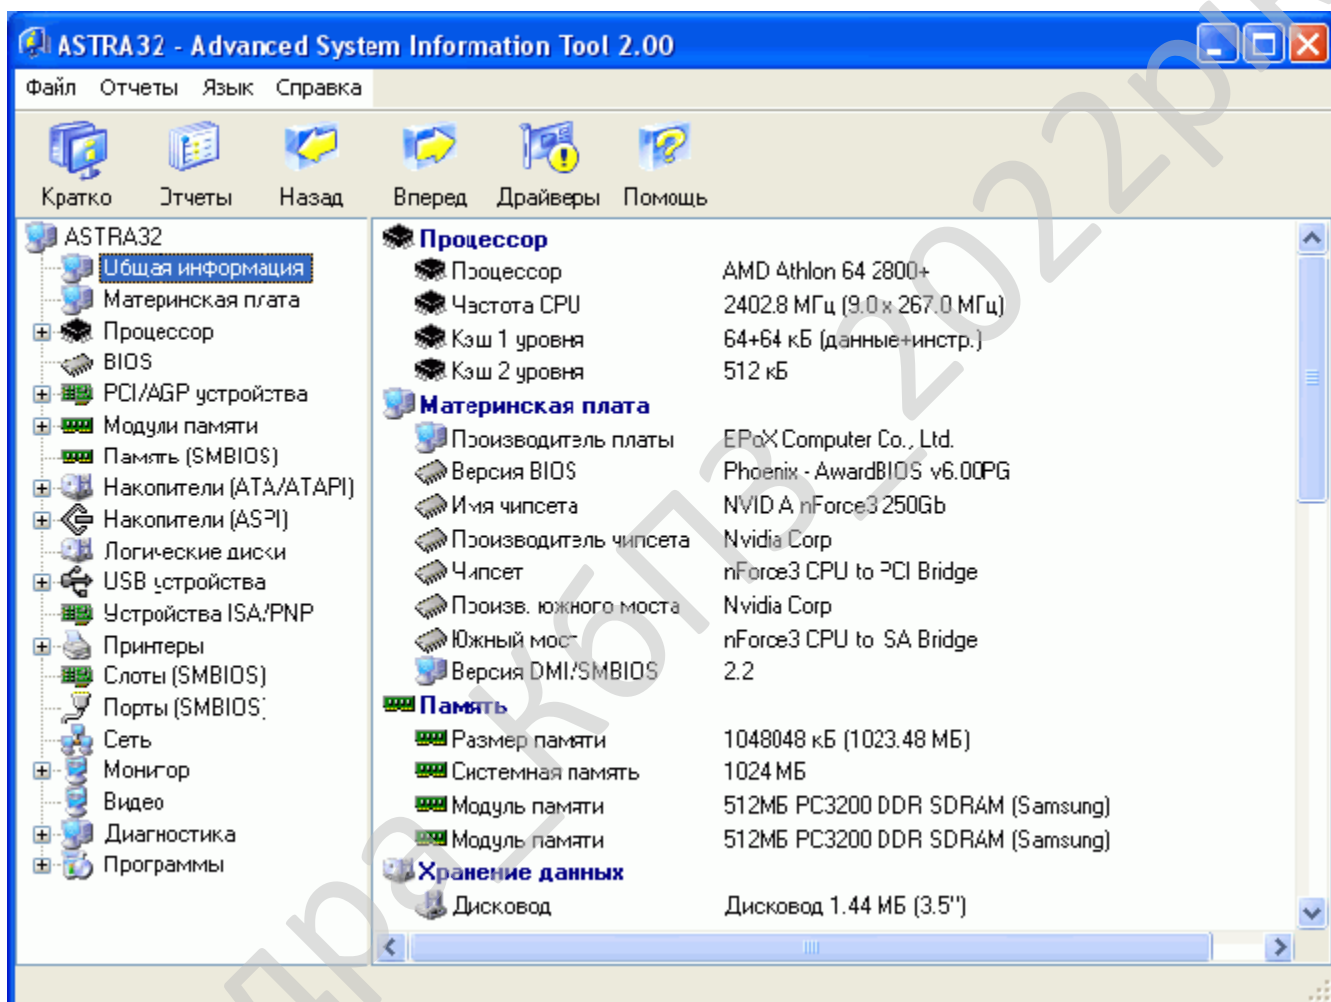 ASTRA32 - Advanced System Information Tool 2.00
Файл Отчеты Язык Справка
Кратко Отчеты Назад Вперед Драйверы Помощь
ASTRA32
Общая информация
Материнская плата
Процессор
BIOS
PCI/AGP устройства
Модули памяти
Память (SMBIOS)
Накопители (ATA/ATAPI)
Накопители (ASPI)
Логические диски
USB устройства
Устройства ISA/PNP
Принтеры
Слоты (SMBIOS)
Порты (SMBIOS)
Сеть
Монитор
Видео
Диагностика
Программы
Процессор
Процессор AMD Athlon 64 2800+
Частота CPU 2402.8 МГц (9.0 x 267.0 МГц)
Кэш 1 уровня 64+64 кБ (данные+инстр.)
Кэш 2 уровня 512 кБ
Материнская плата
Производитель платы EPoX Computer Co., Ltd.
Версия BIOS Phoenix - AwardBIOS v6.00PG
Имя чипсета NVIDIA nForce3 250Gb
Производитель чипсета Nvidia Corp
Чипсет nForce3 CPU to PCI Bridge
Произв. южного моста Nvidia Corp
Южный мост nForce3 CPU to ISA Bridge
Версия DMI/SMBIOS 2.2
Память
Размер памяти 1048048 кБ (1023.48 МБ)
Системная память 1024 МБ
Модуль памяти 512МБ PC3200 DDR SDRAM (Samsung)
Модуль памяти 512МБ PC3200 DDR SDRAM (Samsung)
Хранение данных
Дисковод Дисковод 1.44 МБ (3.5")